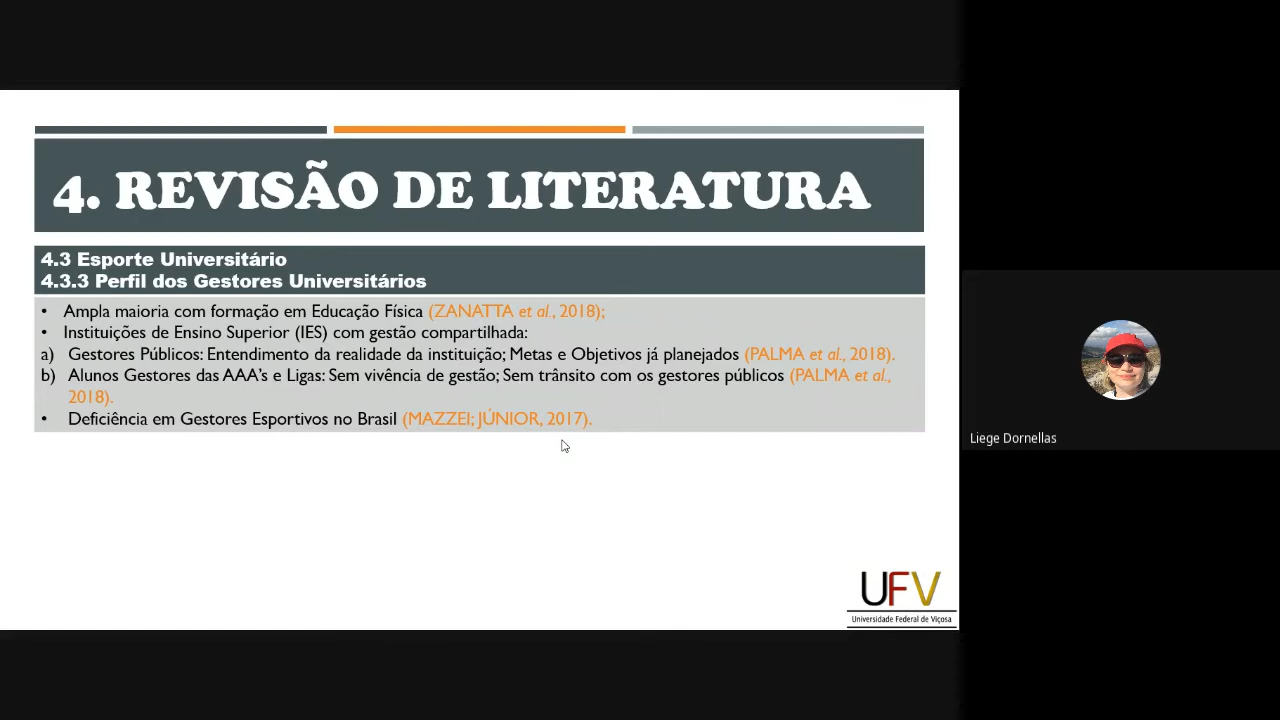 4. REVISÃO DE LITERATURA
4.3 Esporte Universitário
4.3.3 Perfil dos Gestores Universitários
• Ampla maioria com formação em Educação Física (ZANATTA et al., 2018);
• Instituições de Ensino Superior (IES) com gestão compartilhada:
a) Gestores Públicos: Entendimento da realidade da instituição; Metas e Objetivos já planejados (PALMA et al., 2018).
b) Alunos Gestores das AAA's e Ligas: Sem vivência de gestão; Sem trânsito com os gestores públicos (PALMA et al.,
2018).
• Deficiência em Gestores Esportivos no Brasil (MAZZEI; JÚNIOR, 2017).
Liege Dornellas
UFV
Universidade Federal de Viçosa